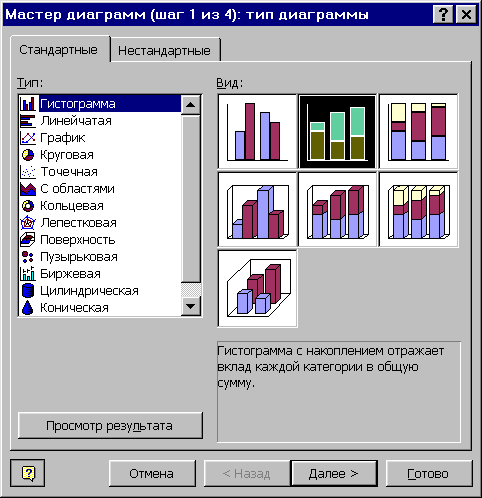 Мастер диаграмм (шаг 1 из 4): тип диаграммы
Стандартные
Нестандартные
Тип:
Вид:
Гистограмма
Линейчатая
График
Круговая
Точечная
С областями
Кольцевая
Лепестковая
Поверхность
Пузырьковая
Биржевая
Цилиндрическая
Коническая
Гистограмма с накоплением отражает
вклад каждой категории в общую
сумму.
Просмотр результата
Отмена
< Назад
Далее >
Готово